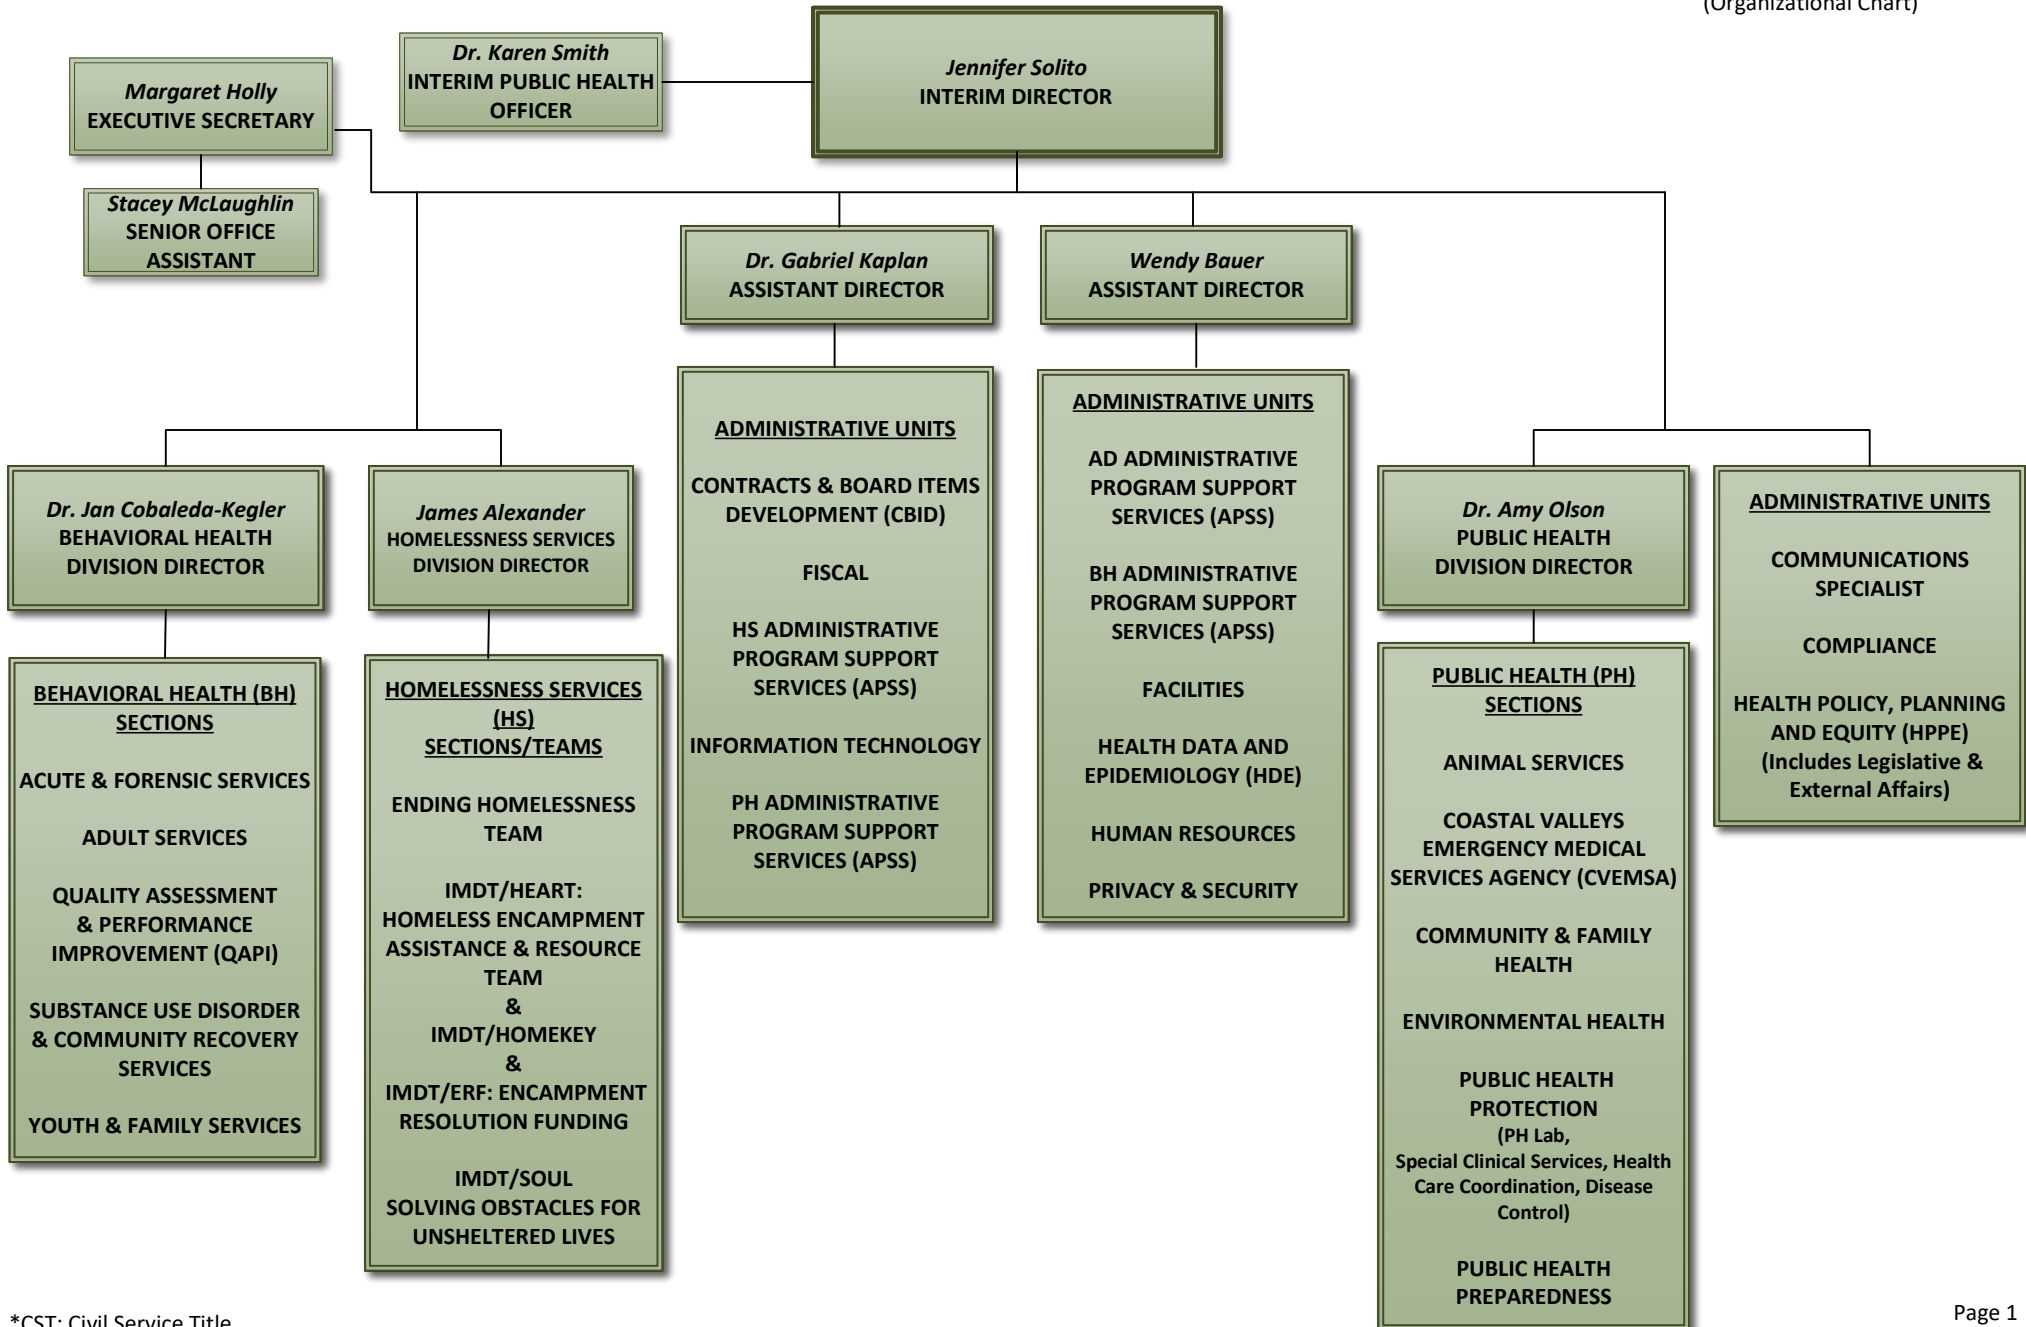 (Organizational Chart)
Dr. Karen Smith
INTERIM PUBLIC HEALTH
OFFICER
Jennifer Solito
INTERIM DIRECTOR
Margaret Holly
EXECUTIVE SECRETARY
Stacey McLaughlin
SENIOR OFFICE
ASSISTANT
Dr. Gabriel Kaplan
ASSISTANT DIRECTOR
Wendy Bauer
ASSISTANT DIRECTOR
Dr. Jan Cobaleda-Kegler
BEHAVIORAL HEALTH
DIVISION DIRECTOR
James Alexander
HOMELESSNESS SERVICES
DIVISION DIRECTOR
ADMINISTRATIVE UNITS
CONTRACTS & BOARD ITEMS
DEVELOPMENT (CBID)
FISCAL
HS ADMINISTRATIVE
PROGRAM SUPPORT
SERVICES (APSS)
INFORMATION TECHNOLOGY
PH ADMINISTRATIVE
PROGRAM SUPPORT
SERVICES (APSS)
ADMINISTRATIVE UNITS
AD ADMINISTRATIVE
PROGRAM SUPPORT
SERVICES (APSS)
BH ADMINISTRATIVE
PROGRAM SUPPORT
SERVICES (APSS)
FACILITIES
HEALTH DATA AND
EPIDEMIOLOGY (HDE)
HUMAN RESOURCES
PRIVACY & SECURITY
Dr. Amy Olson
PUBLIC HEALTH
DIVISION DIRECTOR
ADMINISTRATIVE UNITS
COMMUNICATIONS
SPECIALIST
COMPLIANCE
HEALTH POLICY, PLANNING
AND EQUITY (HPPE)
(Includes Legislative &
External Affairs)
BEHAVIORAL HEALTH (BH)
SECTIONS
ACUTE & FORENSIC SERVICES
ADULT SERVICES
QUALITY ASSESSMENT
& PERFORMANCE
IMPROVEMENT (QAPI)
SUBSTANCE USE DISORDER
& COMMUNITY RECOVERY
SERVICES
YOUTH & FAMILY SERVICES
HOMELESSNESS SERVICES
(HS)
SECTIONS/TEAMS
ENDING HOMELESSNESS
TEAM
IMDT/HEART:
HOMELESS ENCAMPMENT
ASSISTANCE & RESOURCE
TEAM
&
IMDT/HOMEKEY
&
IMDT/ERF: ENCAMPMENT
RESOLUTION FUNDING
IMDT/SOUL
SOLVING OBSTACLES FOR
UNSHELTERED LIVES
PUBLIC HEALTH (PH)
SECTIONS
ANIMAL SERVICES
COASTAL VALLEYS
EMERGENCY MEDICAL
SERVICES AGENCY (CVEMSA)
COMMUNITY & FAMILY
HEALTH
ENVIRONMENTAL HEALTH
PUBLIC HEALTH
PROTECTION
(PH Lab,
Special Clinical Services, Health
Care Coordination, Disease
Control)
PUBLIC HEALTH
PREPAREDNESS
*CST: Civil Service Title
Page 1